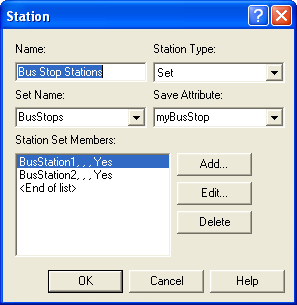 Station
Name: Station Type:
Bus Stop Stations Set
Set Name: Save Attribute:
BusStops myBusStop
Station Set Members:
BusStation1, , , Yes
BusStation2, , , Yes
<End of list>
Add...
Edit...
Delete
OK Cancel Help